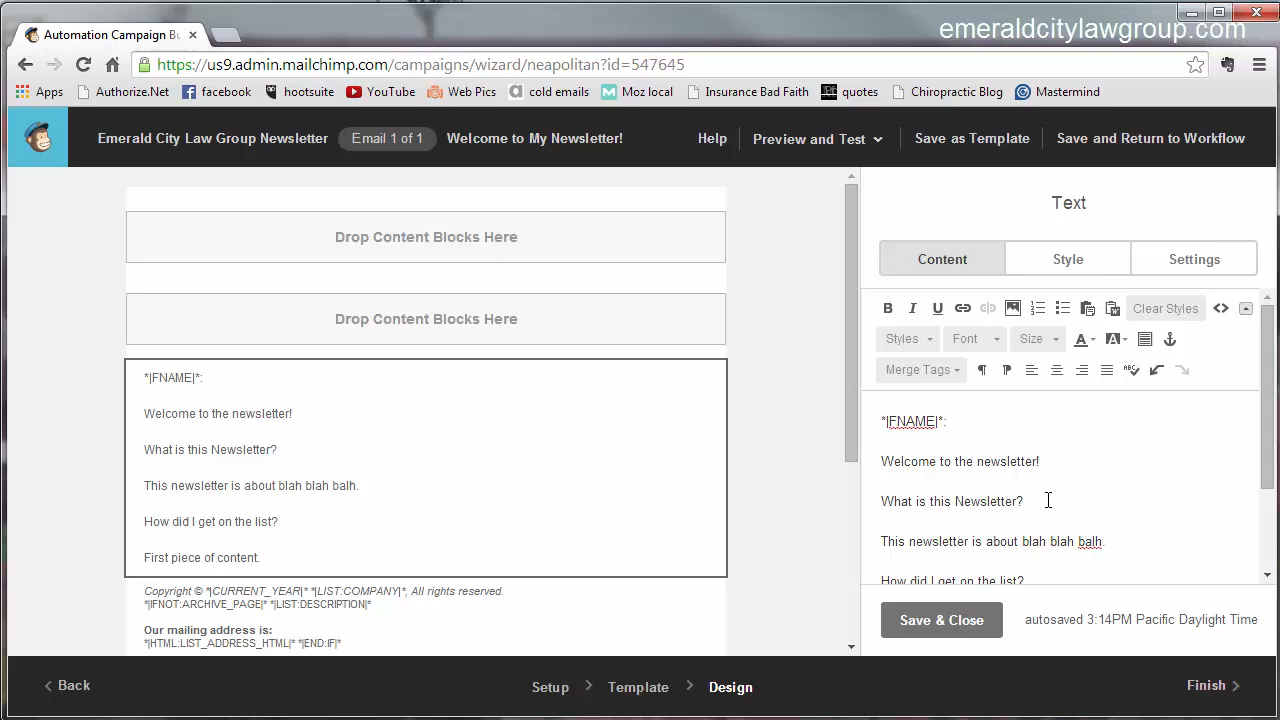 emeraldcitylawgroup.com
Automation Campaign Bu
https://us9.admin.mailchimp.com/campaigns/wizard/neapolitan?id=547645
Apps Authorize.Net facebook hootsuite YouTube Web Pics cold emails Moz local Insurance Bad Faith quotes Chiropractic Blog Mastermind
Emerald City Law Group Newsletter Email 1 of 1 Welcome to My Newsletter! Help Preview and Test Save as Template Save and Return to Workflow
Drop Content Blocks Here
Drop Content Blocks Here
*|FNAME|*:
Welcome to the newsletter!
What is this Newsletter?
This newsletter is about blah blah balh.
How did I get on the list?
First piece of content.
Copyright © *|CURRENT_YEAR|* *|LIST:COMPANY|*, All rights reserved.
*|IFNOT:ARCHIVE_PAGE|* *|LIST:DESCRIPTION|*
Our mailing address is:
*|HTML:LIST_ADDRESS_HTML|* *|END:IF|*
Text
Content Style Settings
B I U Clear Styles
Styles Font Size A A
Merge Tags ABC
*|FNAME|*:
Welcome to the newsletter!
What is this Newsletter?
This newsletter is about blah blah balh.
How did I get on the list?
Save & Close autosaved 3:14PM Pacific Daylight Time
Back Setup Template Design Finish